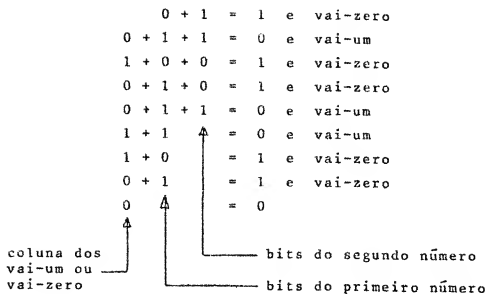 0 + 1 = 1 e vai-zero
0 + 1 + 1 = 0 e vai-um
1 + 0 + 0 = 1 e vai-zero
0 + 1 + 0 = 1 e vai-zero
0 + 1 + 1 = 0 e vai-um
1 + 1 = 0 e vai-um
1 + 0 = 1 e vai-zero
0 + 1 = 1 e vai-zero
0 = 0
coluna dos
vai-um ou
vai-zero
bits do segundo número
bits do primeiro número